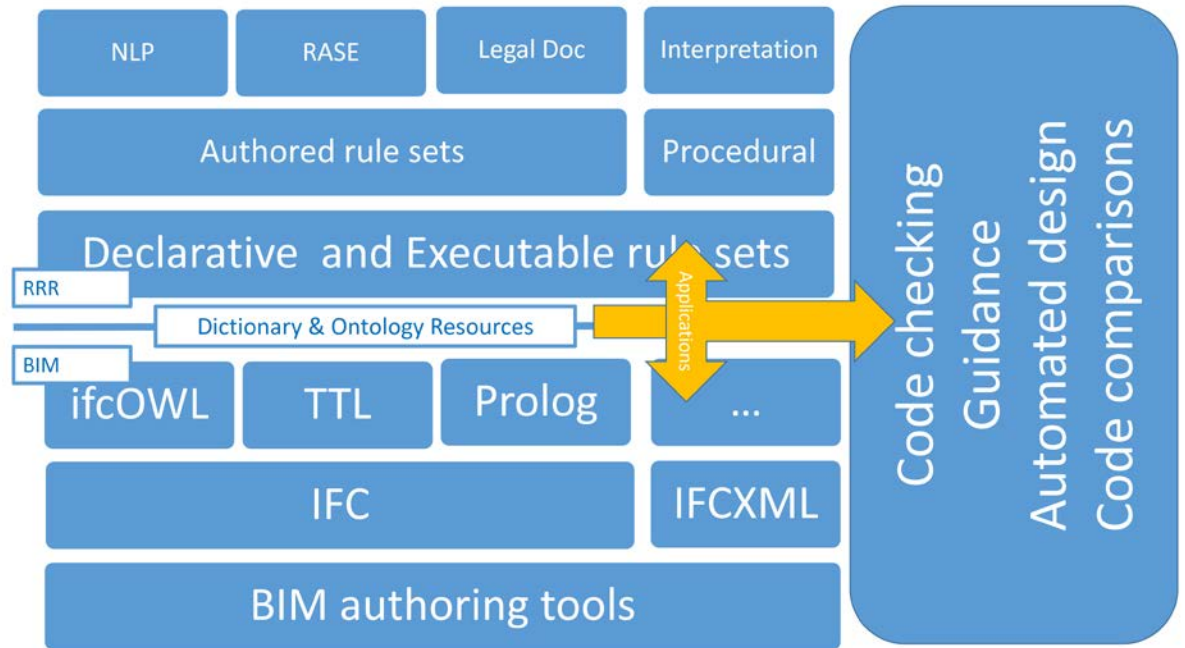 NLP
RASE
Legal Doc
Interpretation
Authored rule sets
Procedural
Declarative and Executable rule sets
RRR
Dictionary & Ontology Resources
Applications
BIM
ifcOWL
TTL
Prolog
...
IFC
IFCXML
BIM authoring tools
Code checking
Guidance
Automated design
Code comparisons